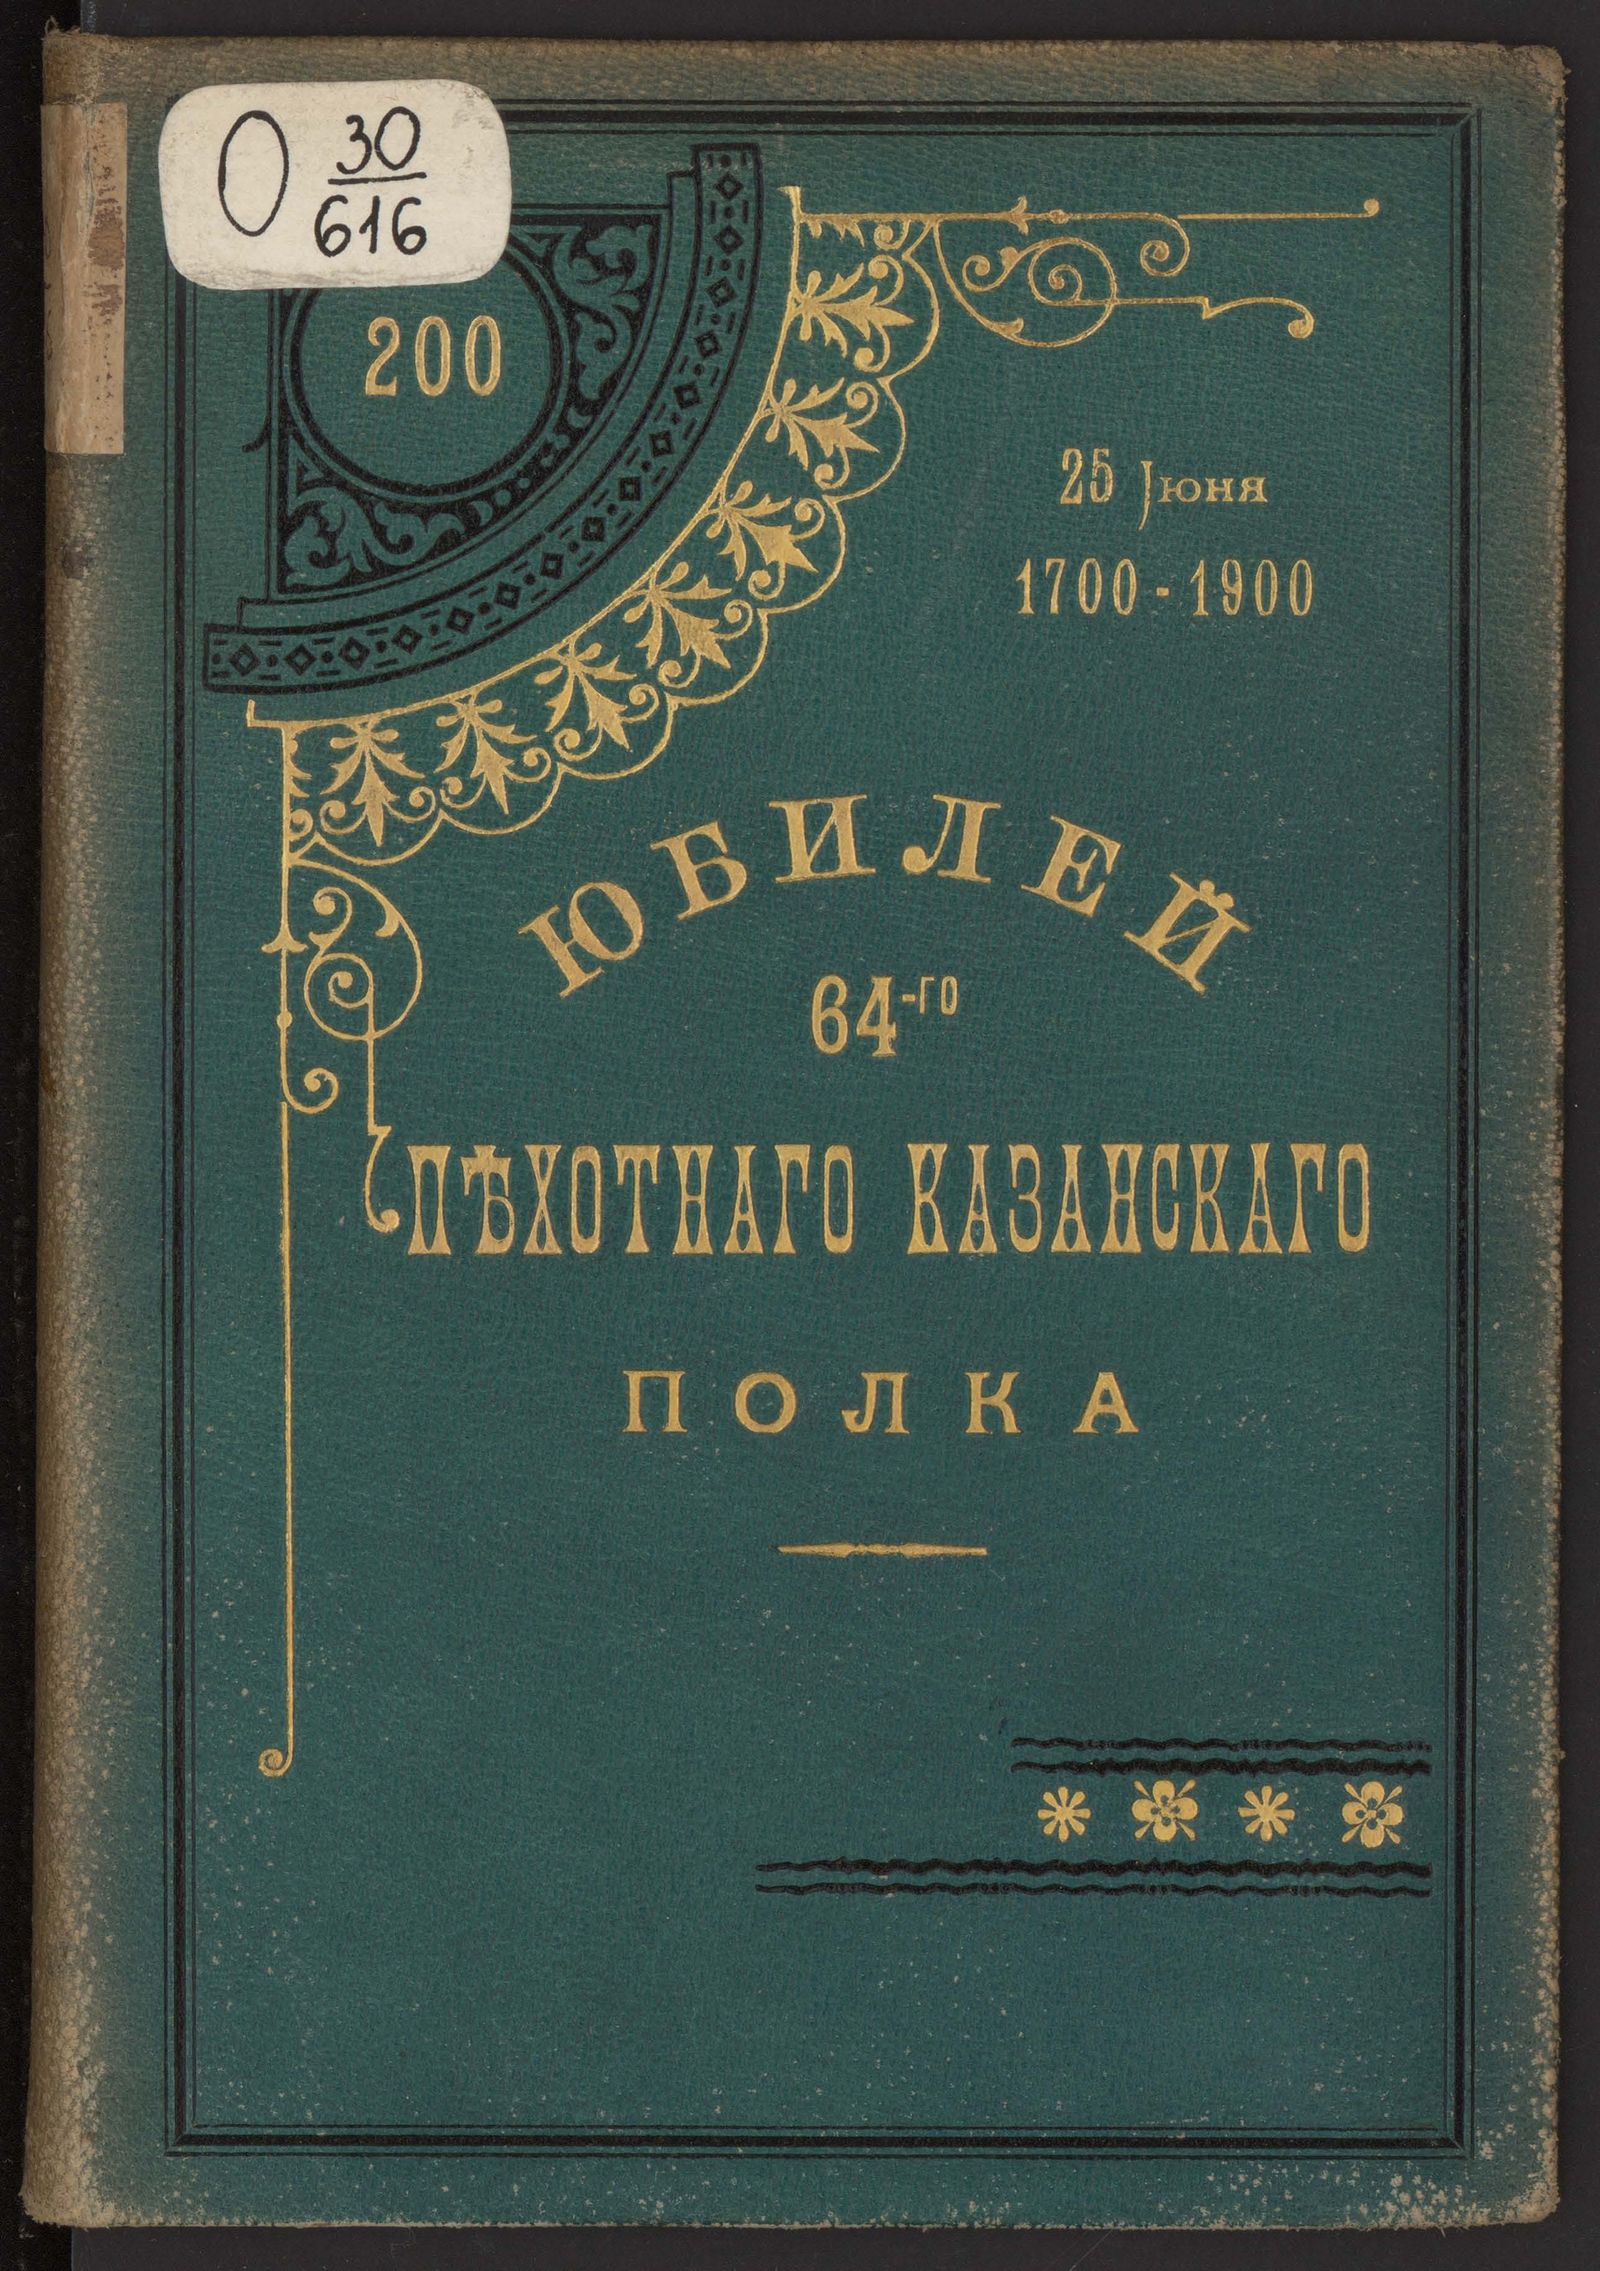 О 30
616
200
25 Іюня
1700 - 1900
ЮБИЛЕЙ
64-ГО
ПѢХОТНАГО КАЗАНСКАГО
ПОЛКА